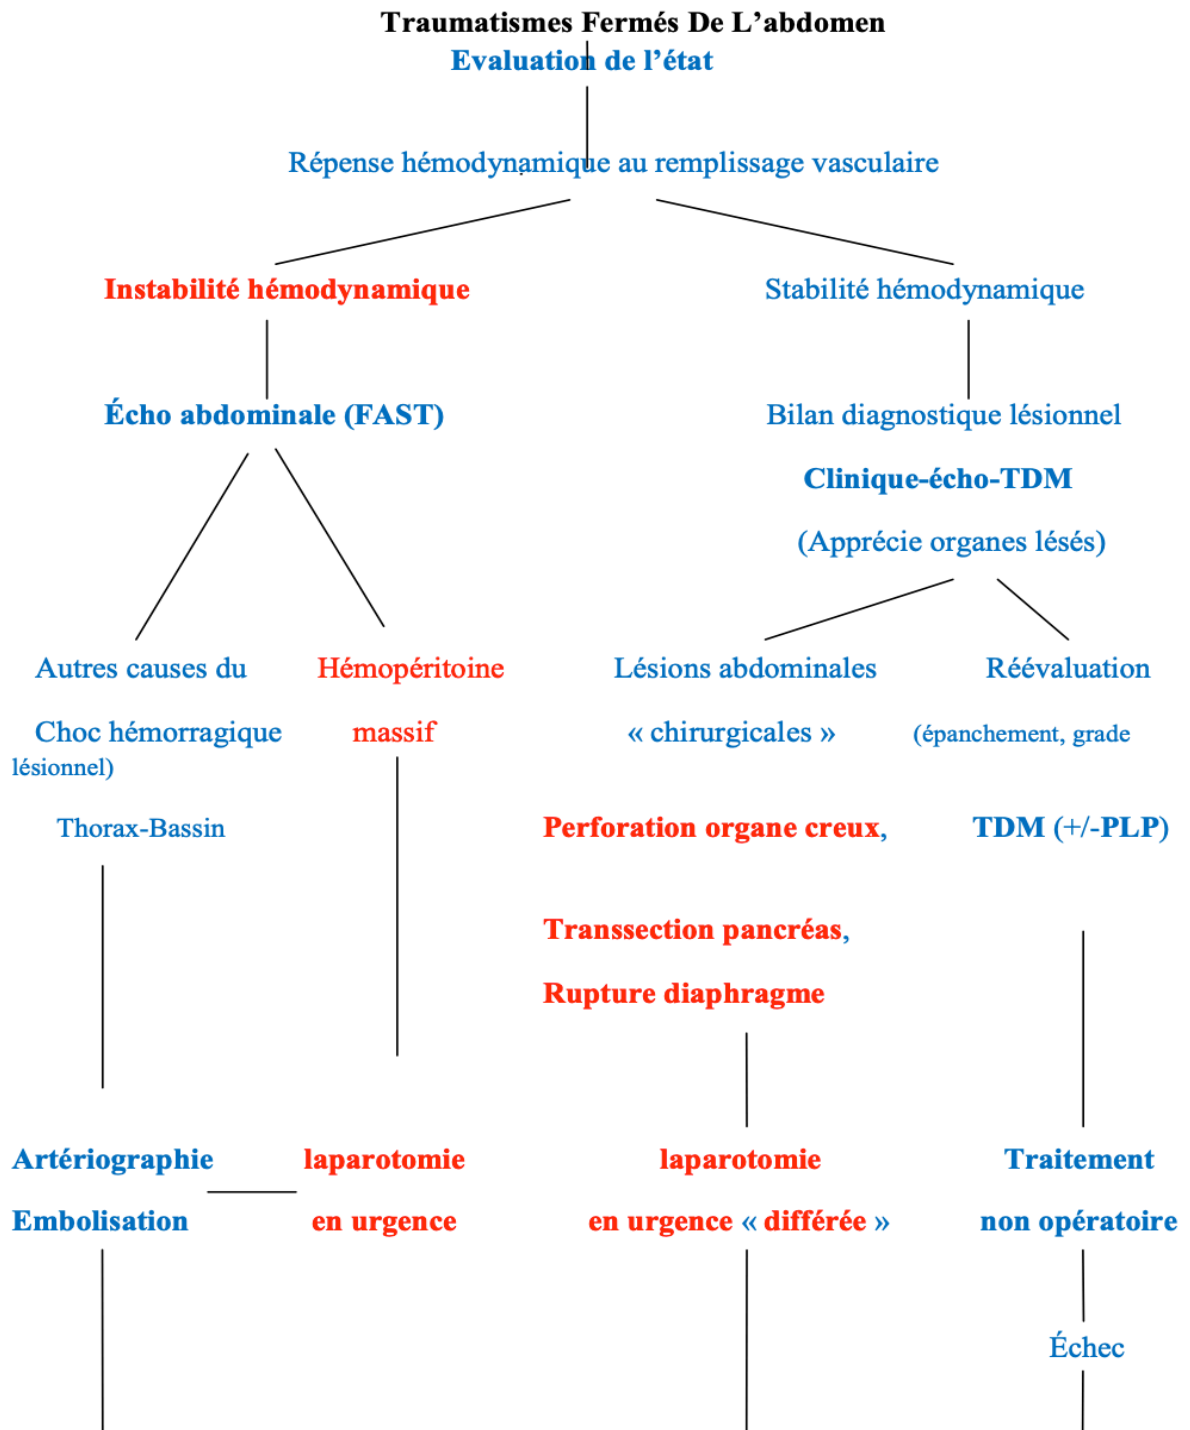 Traumatismes Fermés De L’abdomen
Evaluation de l’état
Répense hémodynamique au remplissage vasculaire
Instabilité hémodynamique
Stabilité hémodynamique
Écho abdominale (FAST)
Bilan diagnostique lésionnel
Clinique-écho-TDM
(Apprécie organes lésés)
Autres causes du
Hémopéritoine
Lésions abdominales
Réévaluation
Choc hémorragique
massif
« chirurgicales »
(épanchement, grade
lésionnel)
Thorax-Bassin
Perforation organe creux,
TDM (+/-PLP)
Transsection pancréas,
Rupture diaphragme
Artériographie
laparotomie
laparotomie
Traitement
Embolisation
en urgence
en urgence « différée »
non opératoire
Échec